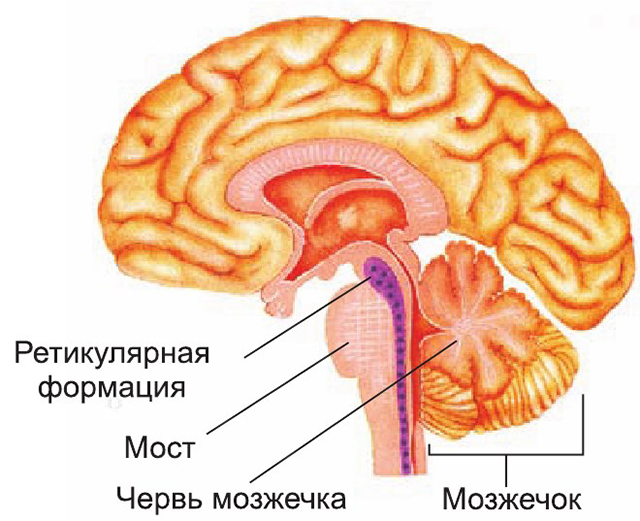 Ретикулярная
формация
Мост
Червь мозжечка
Мозжечок